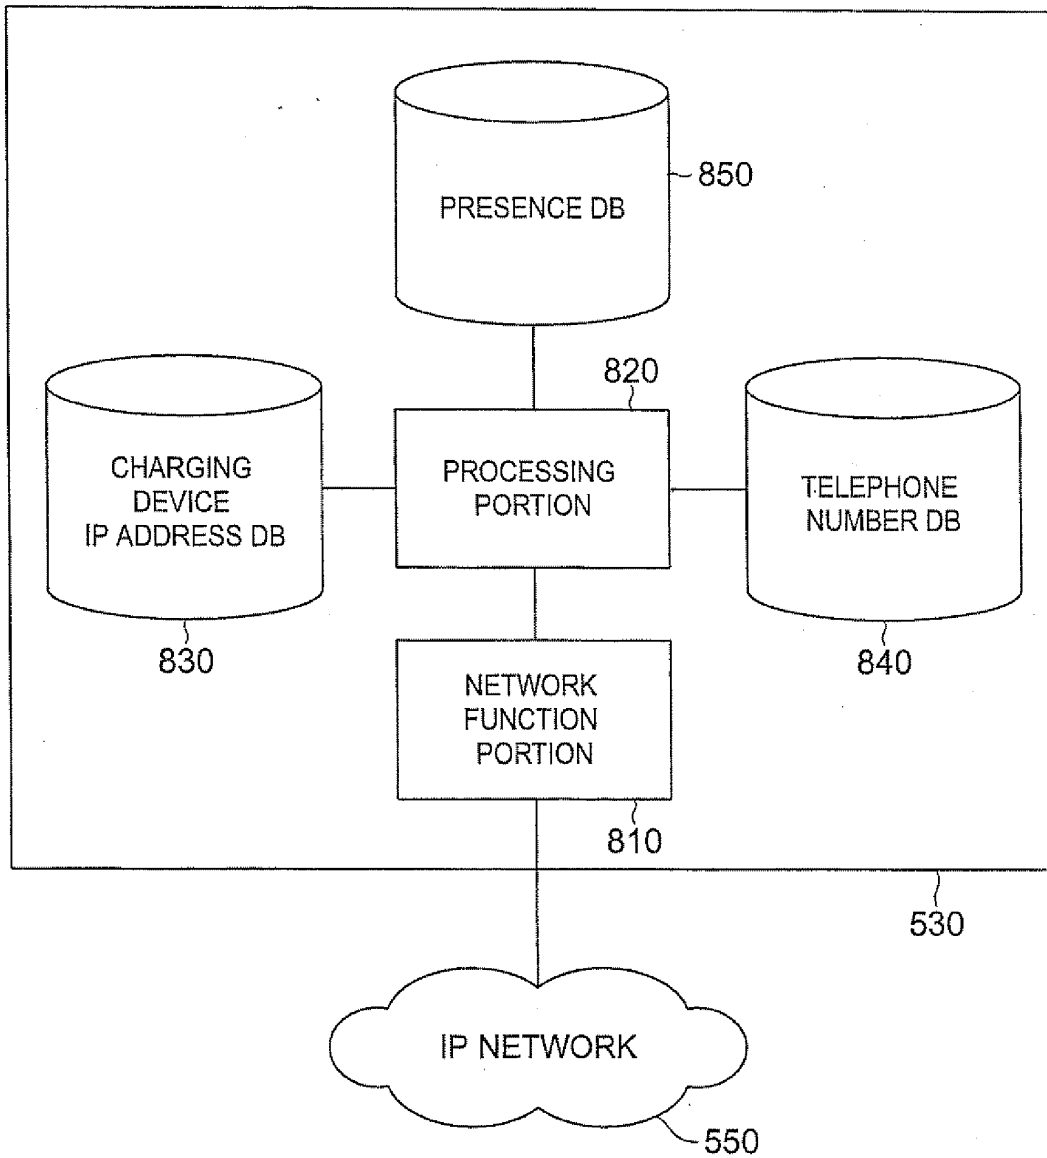 850
PRESENCE DB
820
CHARGING
DEVICE
IP ADDRESS DB
PROCESSING
PORTION
TELEPHONE
NUMBER DB
830
840
NETWORK
FUNCTION
PORTION
810
530
IP NETWORK
550